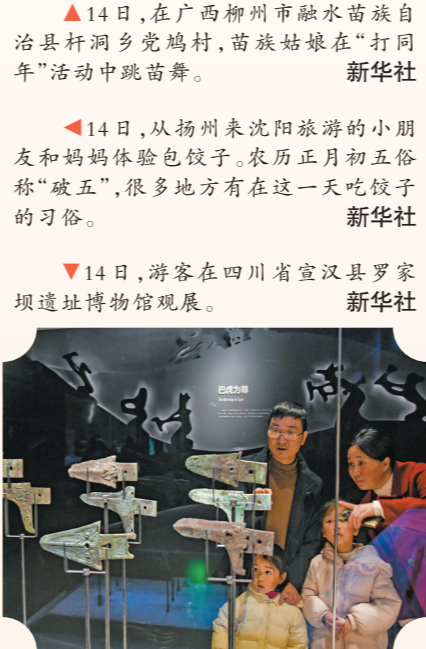 ▲14日，在广西柳州市融水苗族自
治县杆洞乡党鸠村，苗族姑娘在“打同
年”活动中跳苗舞。 新华社
◀14日，从扬州来沈阳旅游的小朋
友和妈妈体验包饺子。农历正月初五俗
称“破五”，很多地方有在这一天吃饺子
的习俗。 新华社
▼14日，游客在四川省宣汉县罗家
坝遗址博物馆观展。 新华社
巴虎为尊